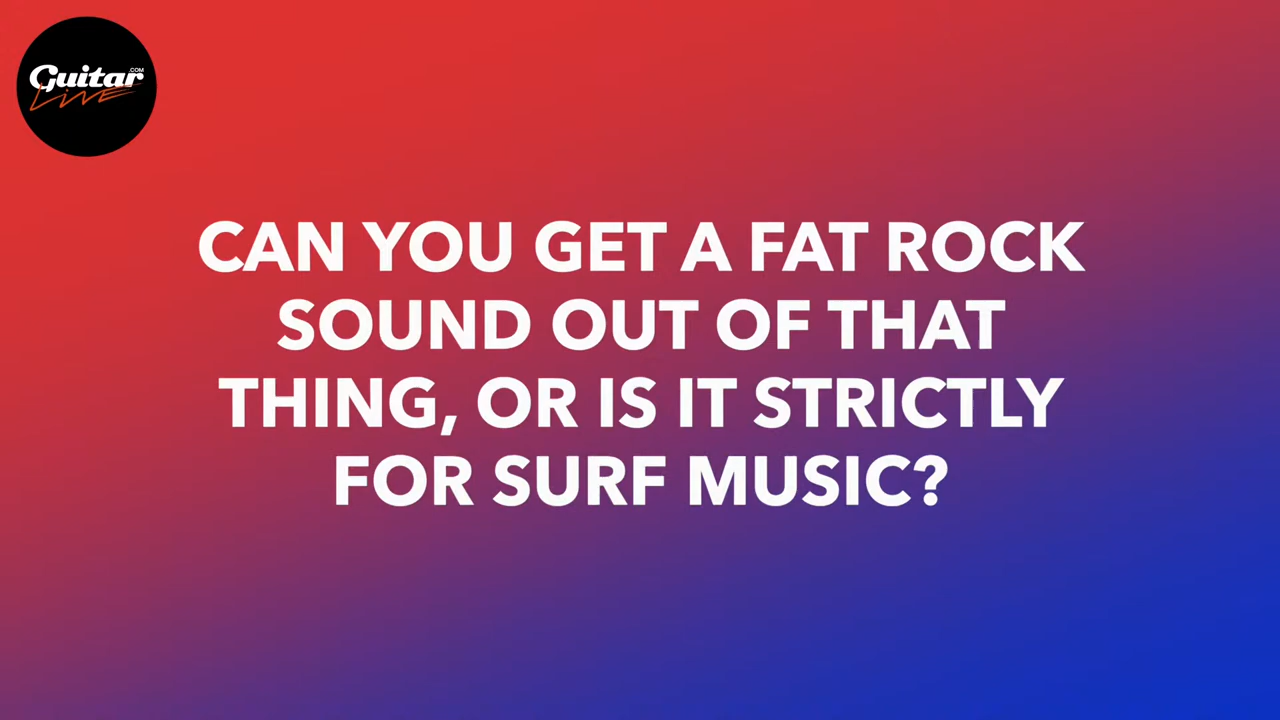 Guitar
.COM
LIVE
CAN YOU GET A FAT ROCK
SOUND OUT OF THAT
THING, OR IS IT STRICTLY
FOR SURF MUSIC?